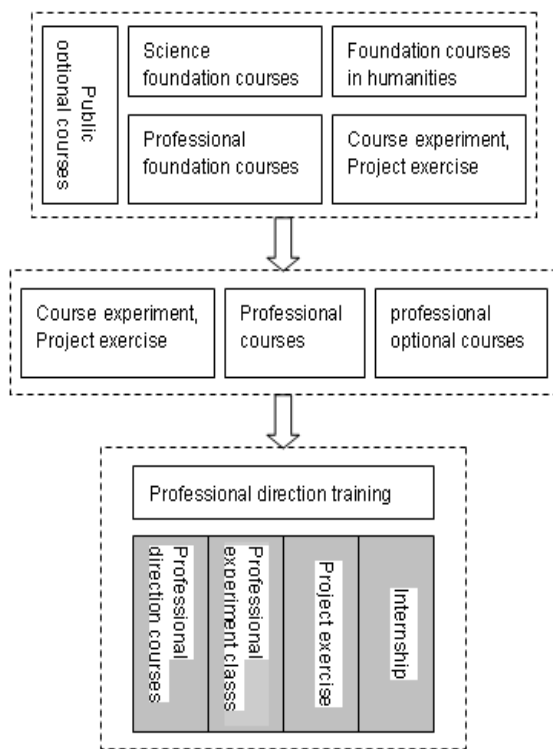 Public
optional courses
Science
foundation courses
Foundation courses
in humanities
Professional
foundation courses
Course experiment,
Project exercise
Course experiment,
Project exercise
Professional
courses
professional
optional courses
Professional direction training
Professional
direction courses
Professional
experiment classs
Project exercise
Internship